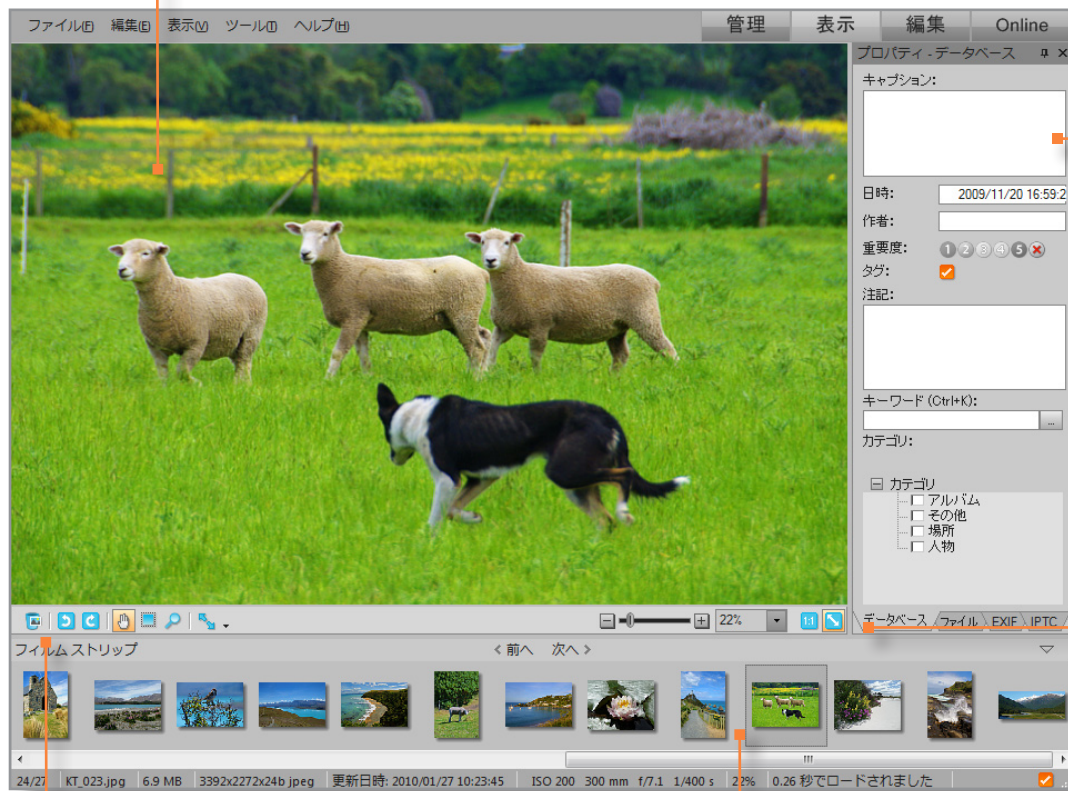 ファイル(F) 編集(E) 表示(V) ツール(T) ヘルプ(H)
管理 表示 編集 Online
プロパティ - データベース
キャプション:
日時: 2009/11/20 16:59:2
作者:
重要度: 1 2 3 4 5
タグ:
注記:
キーワード (Ctrl+K):
...
カテゴリ:
カテゴリ
アルバム
その他
場所
人物
22% 1:1
データベース ファイル EXIF IPTC
フィルム ストリップ <前へ 次へ>
24/27 KT_023.jpg 6.9 MB 3392x2272x24b jpeg 更新日時: 2010/01/27 10:23:45 ISO 200 300 mm f/7.1 1/400 s 22% 0.26 秒でロードされました